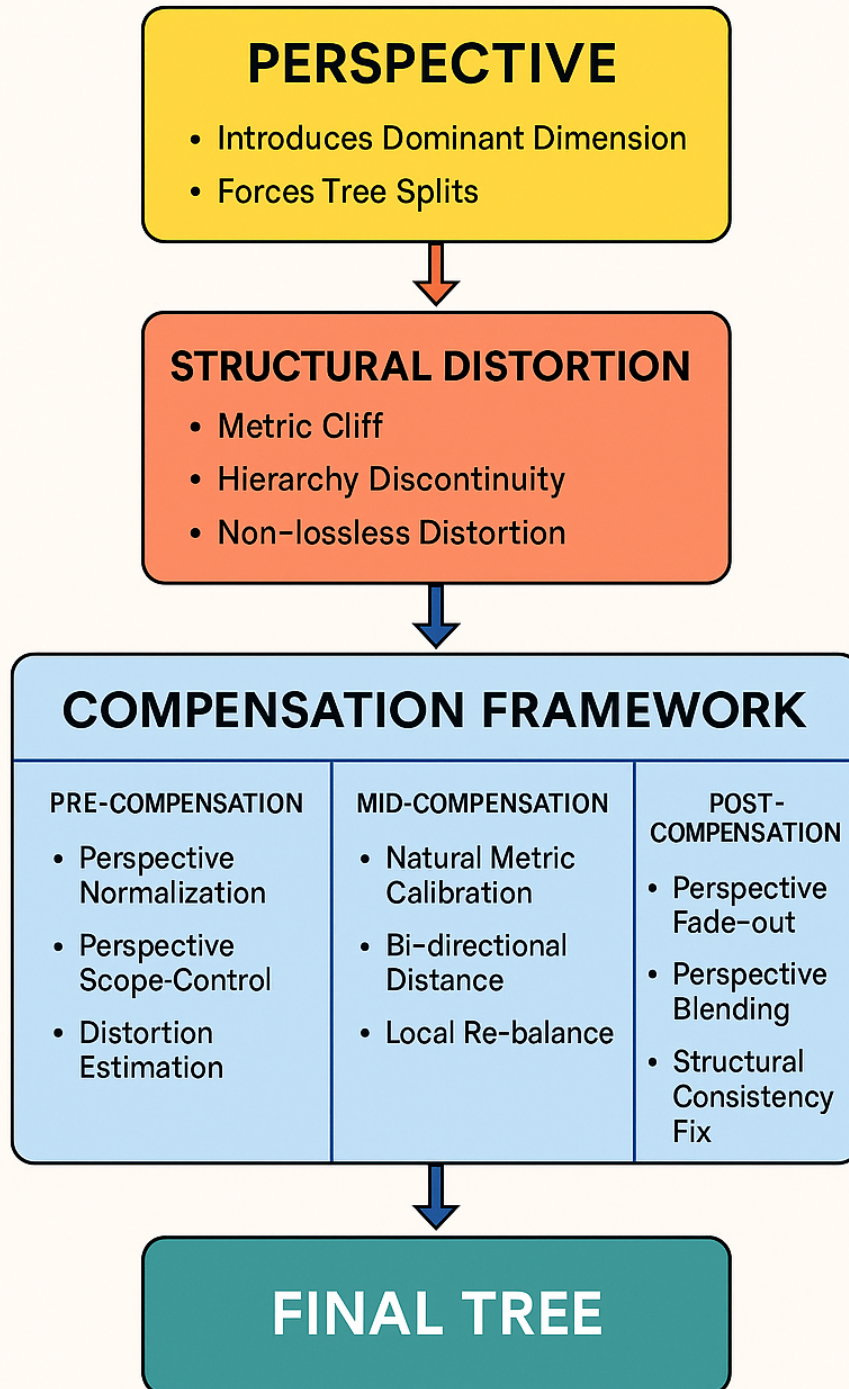 PERSPECTIVE
• Introduces Dominant Dimension
• Forces Tree Splits
STRUCTURAL DISTORTION
• Metric Cliff
• Hierarchy Discontinuity
• Non-lossless Distortion
COMPENSATION FRAMEWORK
PRE-COMPENSATION
• Perspective
Normalization
• Perspective
Scope-Control
• Distortion
Estimation
MID-COMPENSATION
• Natural Metric
Calibration
• Bi-directional
Distance
• Local Re-balance
POST-
COMPENSATION
• Perspective
Fade-out
• Perspective
Blending
• Structural
Consistency
Fix
FINAL TREE